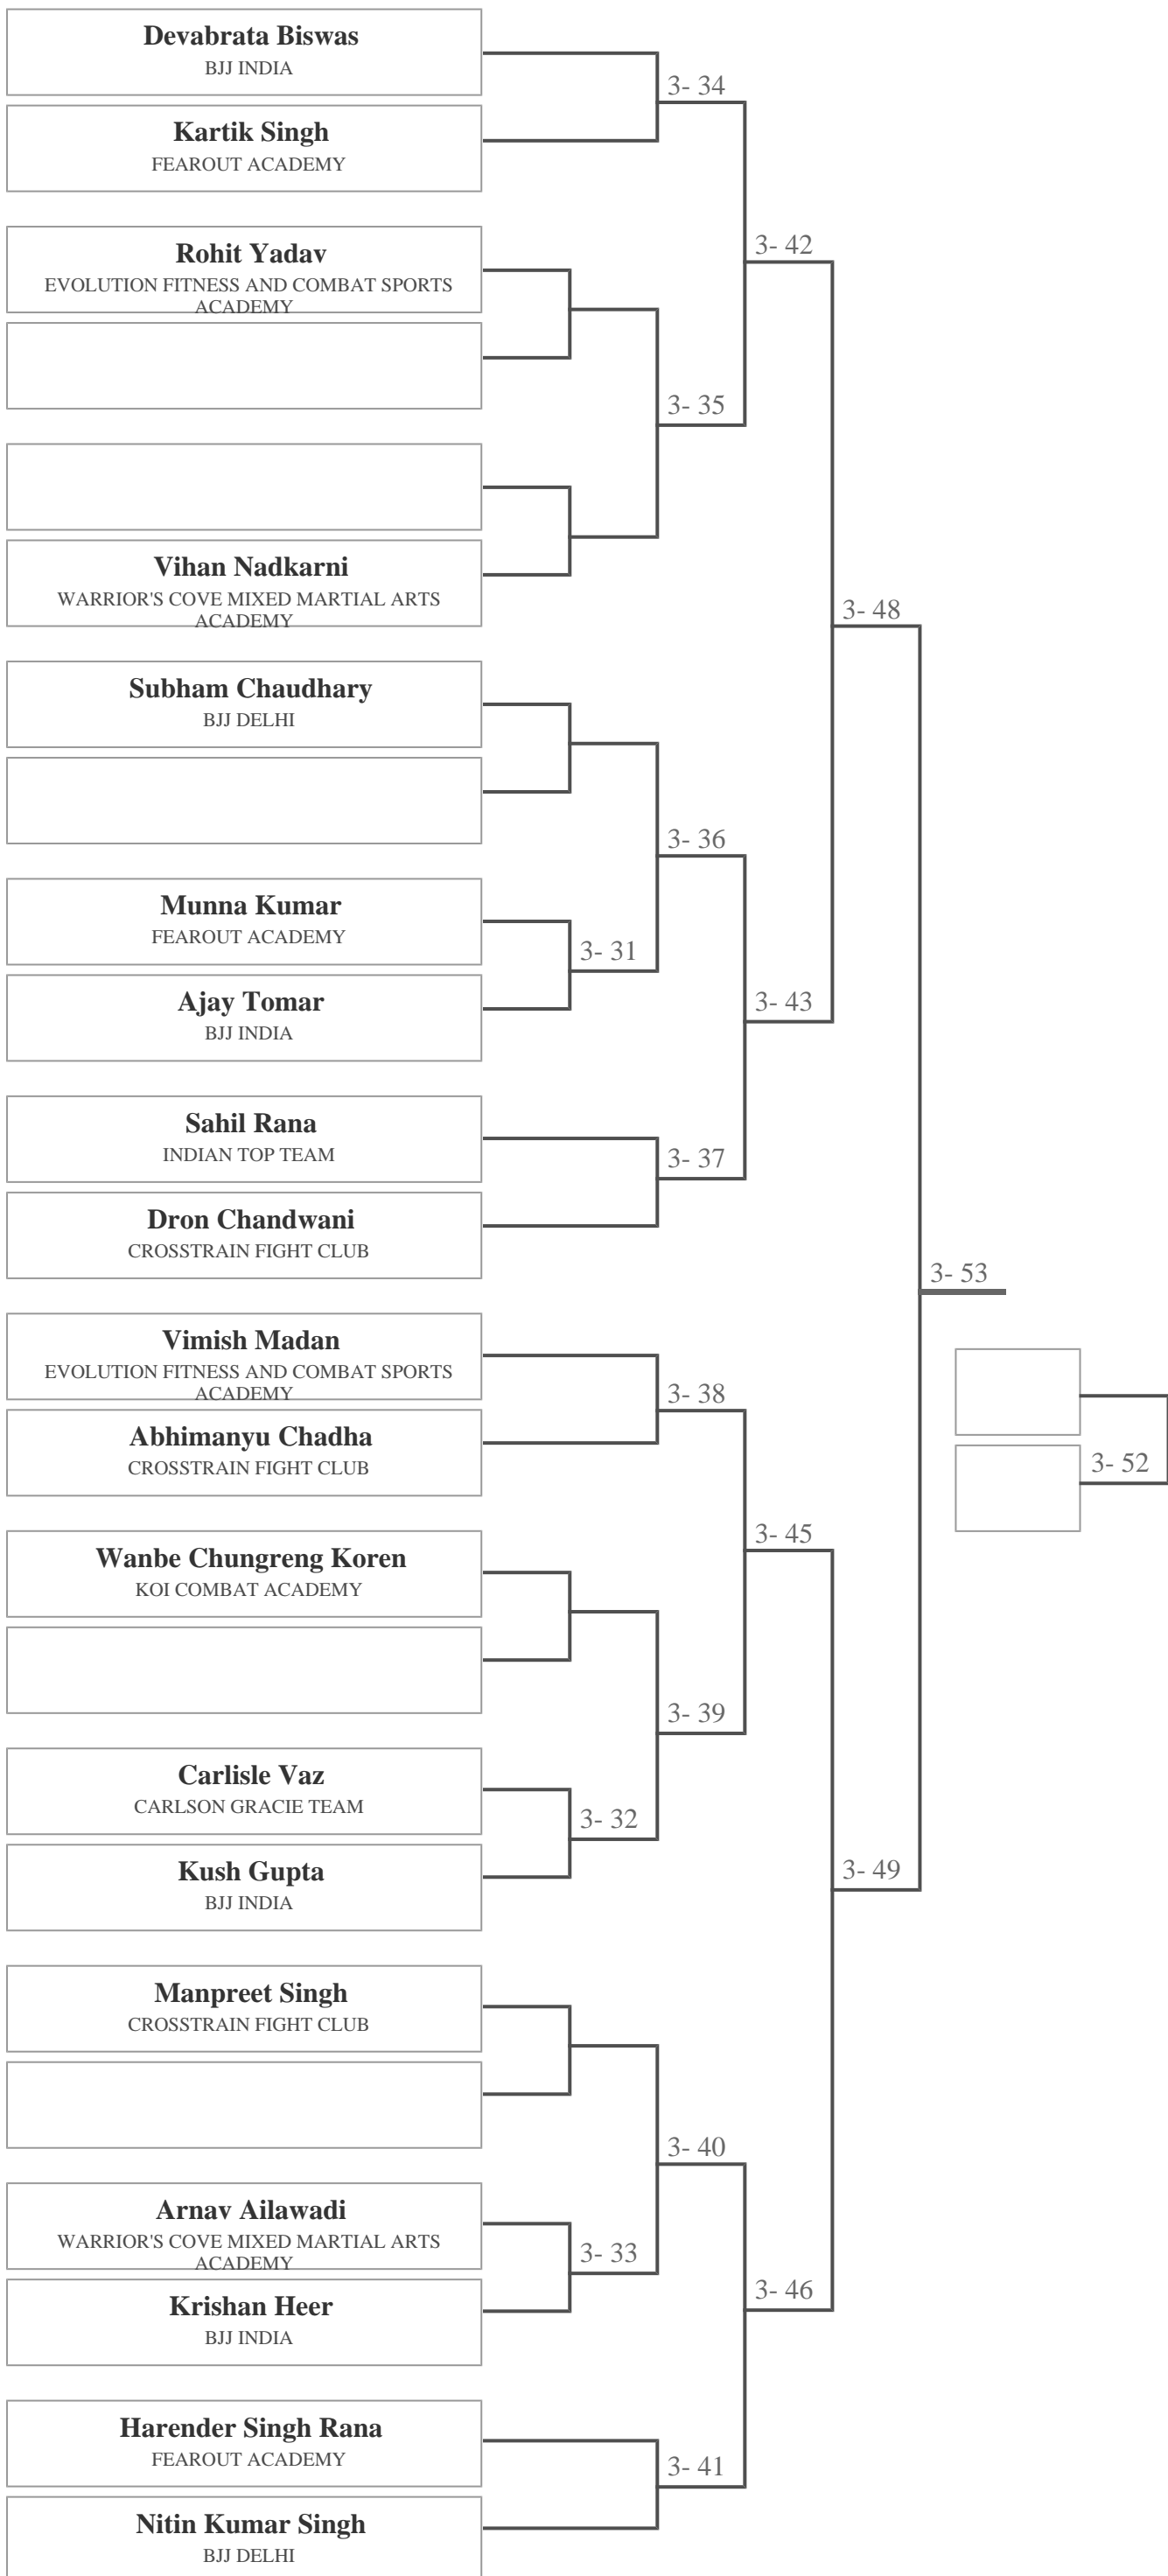 Devabrata Biswas
BJJ INDIA
3- 34
Kartik Singh
FEAROUT ACADEMY
Rohit Yadav
EVOLUTION FITNESS AND COMBAT SPORTS
ACADEMY
3- 42
3- 35
Vihan Nadkarni
WARRIOR'S COVE MIXED MARTIAL ARTS
ACADEMY
3- 48
Subham Chaudhary
BJJ DELHI
3- 36
Munna Kumar
FEAROUT ACADEMY
3- 31
Ajay Tomar
BJJ INDIA
3- 43
Sahil Rana
INDIAN TOP TEAM
3- 37
Dron Chandwani
CROSSTRAIN FIGHT CLUB
3- 53
Vimish Madan
EVOLUTION FITNESS AND COMBAT SPORTS
ACADEMY
3- 38
Abhimanyu Chadha
CROSSTRAIN FIGHT CLUB
3- 52
3- 45
Wanbe Chungreng Koren
KOI COMBAT ACADEMY
3- 39
Carlisle Vaz
CARLSON GRACIE TEAM
3- 32
Kush Gupta
BJJ INDIA
3- 49
Manpreet Singh
CROSSTRAIN FIGHT CLUB
3- 40
Arnav Ailawadi
WARRIOR'S COVE MIXED MARTIAL ARTS
ACADEMY
3- 33
Krishan Heer
BJJ INDIA
3- 46
Harender Singh Rana
FEAROUT ACADEMY
3- 41
Nitin Kumar Singh
BJJ DELHI